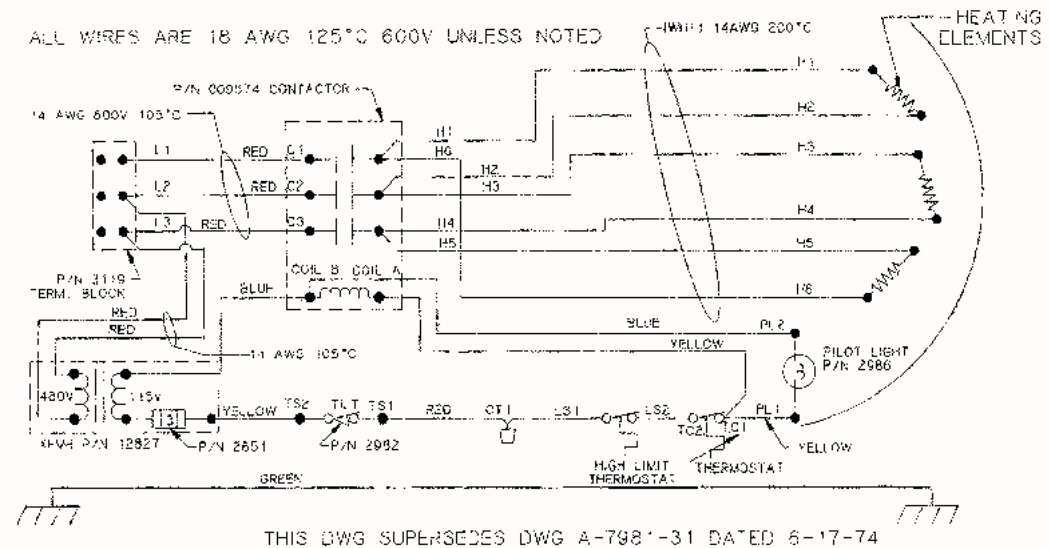 HEATING
ELEMENTS
ALL WIRES ARE 18 AWG 125°C 600V UNLESS NOTED
14AWG 200°C
P/N 009574 CONTACTOR
14 AWG 600V 105°C
H1
H2
H3
H4
H5
H6
H1
H6
H2
H3
H4
H5
L1
RED
C1
L2
RED
C2
L3
RED
C3
P/N 3119
TERM. BLOCK
COIL B
COIL A
BLUE
RED
RED
14 AWG 105°C
BLUE
PL2
YELLOW
PILOT LIGHT
P/N 2986
480V
115V
XFMR P/N 12827
P/N 2651
YELLOW
TS2
TILT
TS1
P/N 2982
RED
LS1
LS2
HIGH LIMIT
THERMOSTAT
TC2
TC1
THERMOSTAT
PL1
YELLOW
GREEN
THIS DWG SUPERSEDES DWG A-7981-31 DATED 6-17-74